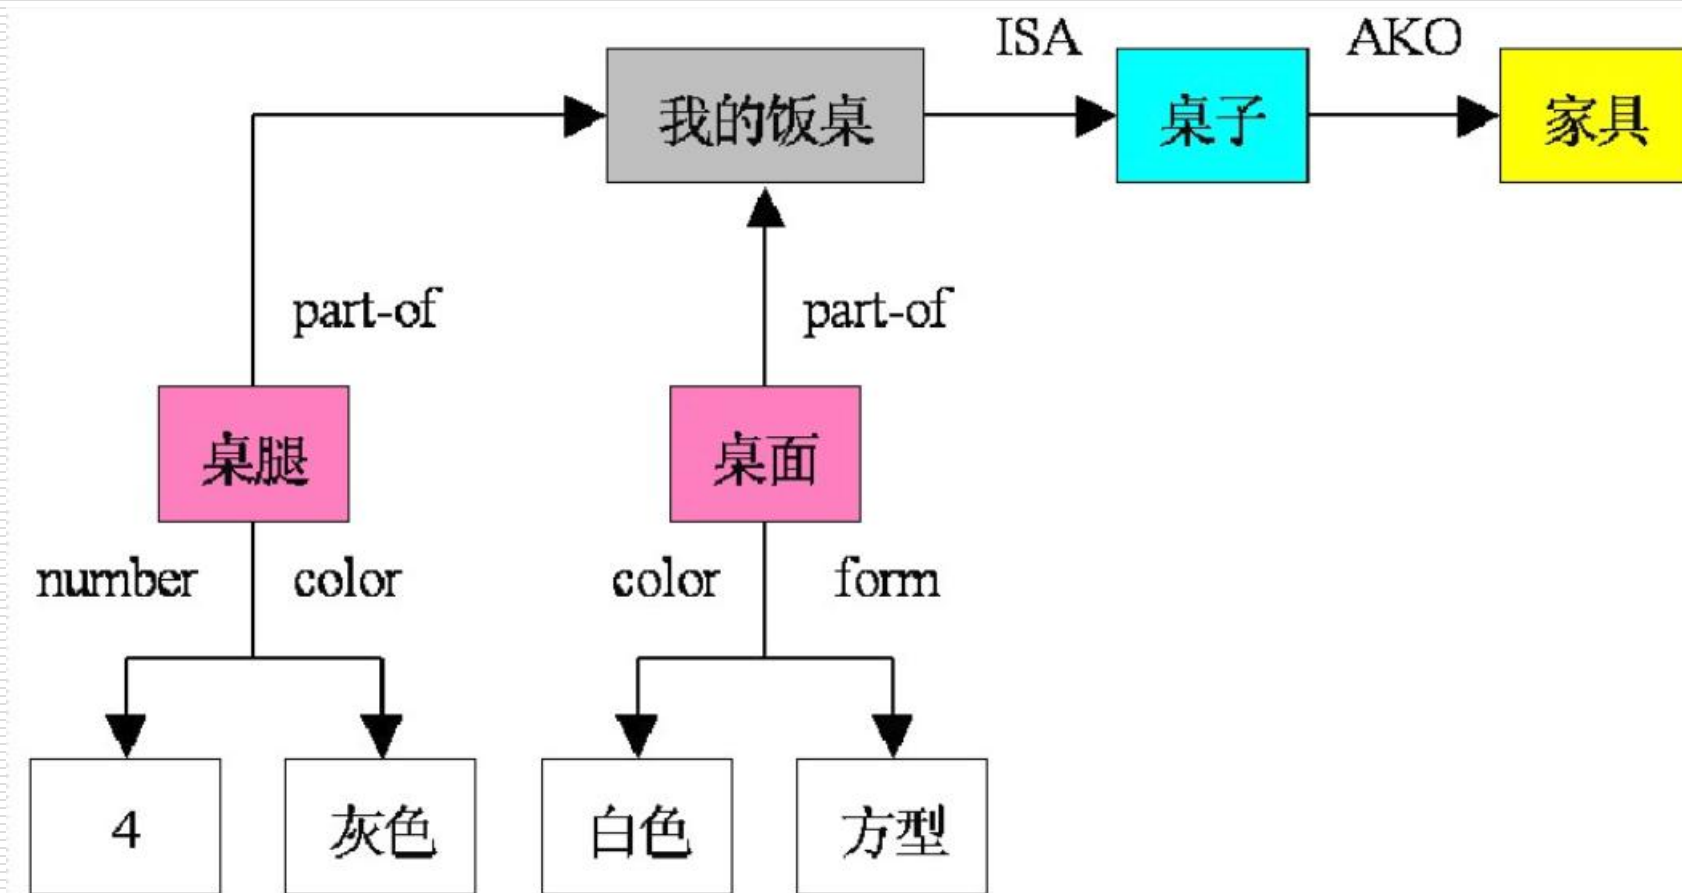 ISA
AKO
我的饭桌
桌子
家具
part-of
part-of
桌腿
桌面
number
color
color
form
4
灰色
白色
方型